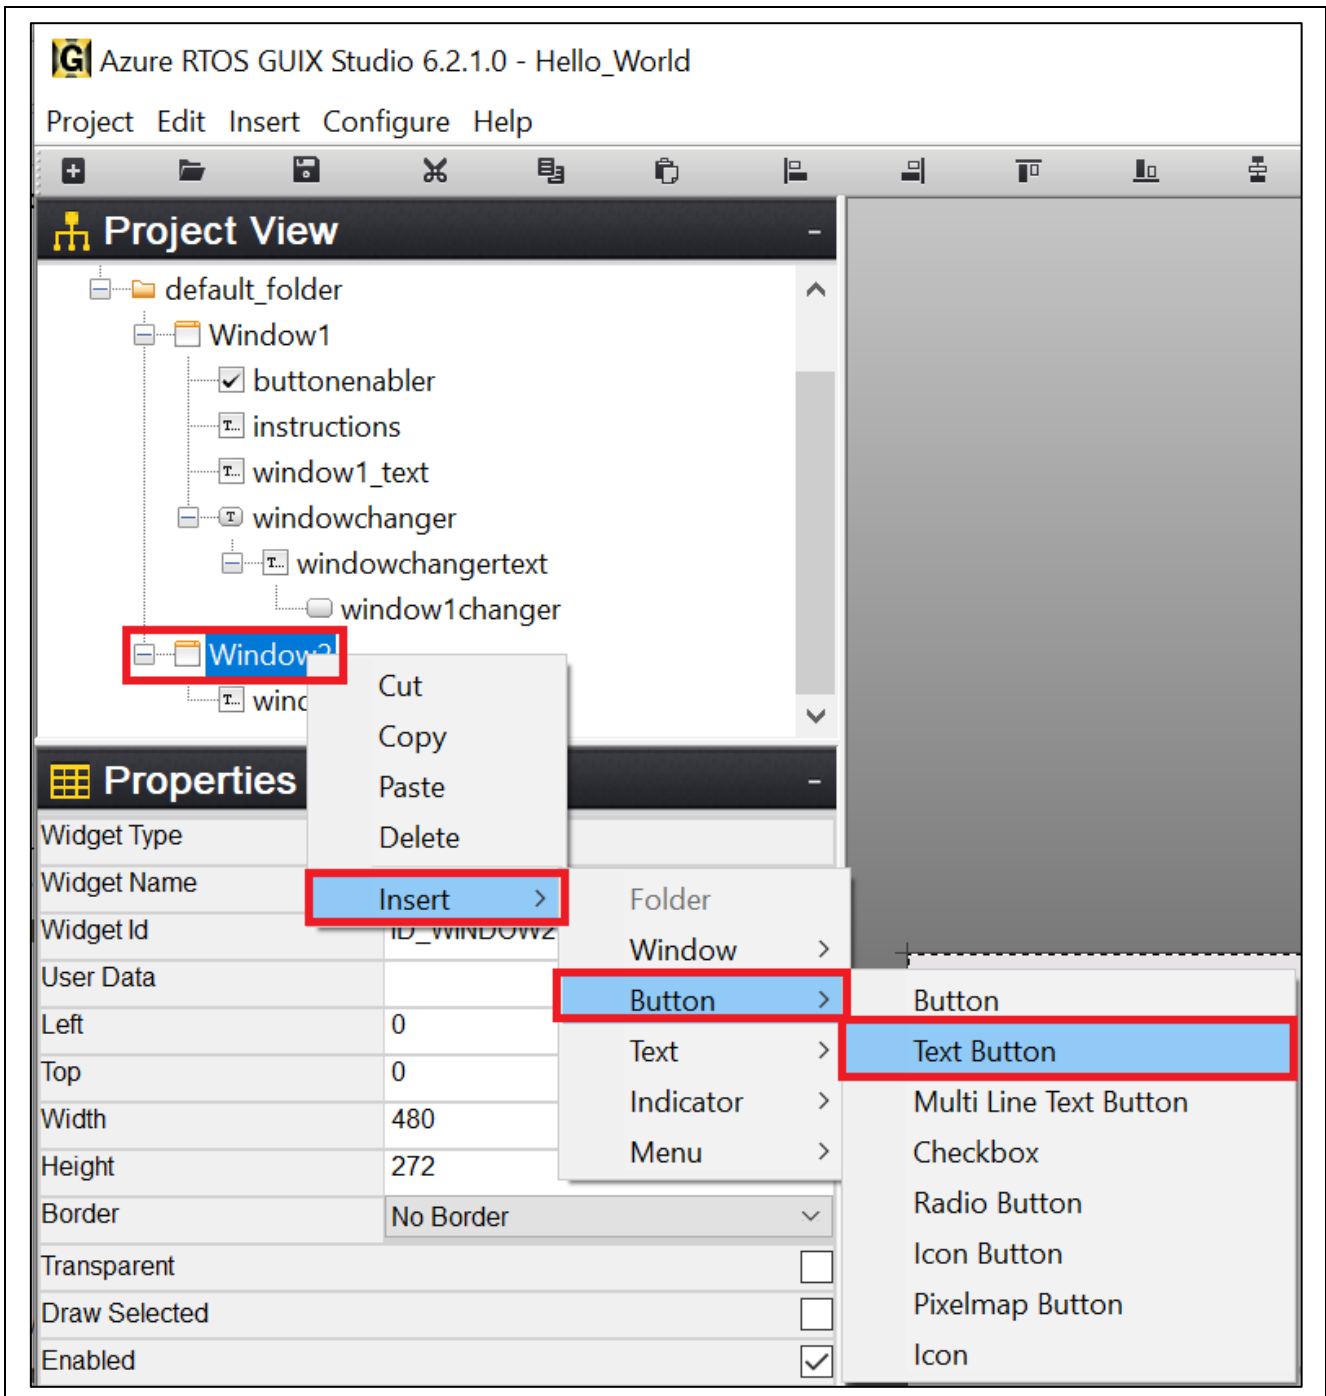 Azure RTOS GUIX Studio 6.2.1.0 - Hello_World
Project Edit Insert Configure Help
Project View
default_folder
Window1
buttonenabler
T... instructions
T... window1_text
T windowchanger
T... windowchangertext
window1changer
Window2
T...
Cut
Copy
Paste
Delete
Insert
Properties
Widget Type
Widget Name
Widget Id ID_WINDOW2
User Data
Left 0
Top 0
Width 480
Height 272
Border No Border
Transparent
Draw Selected
Enabled
Folder
Window
Button
Text
Indicator
Menu
Button
Text Button
Multi Line Text Button
Checkbox
Radio Button
Icon Button
Pixelmap Button
Icon